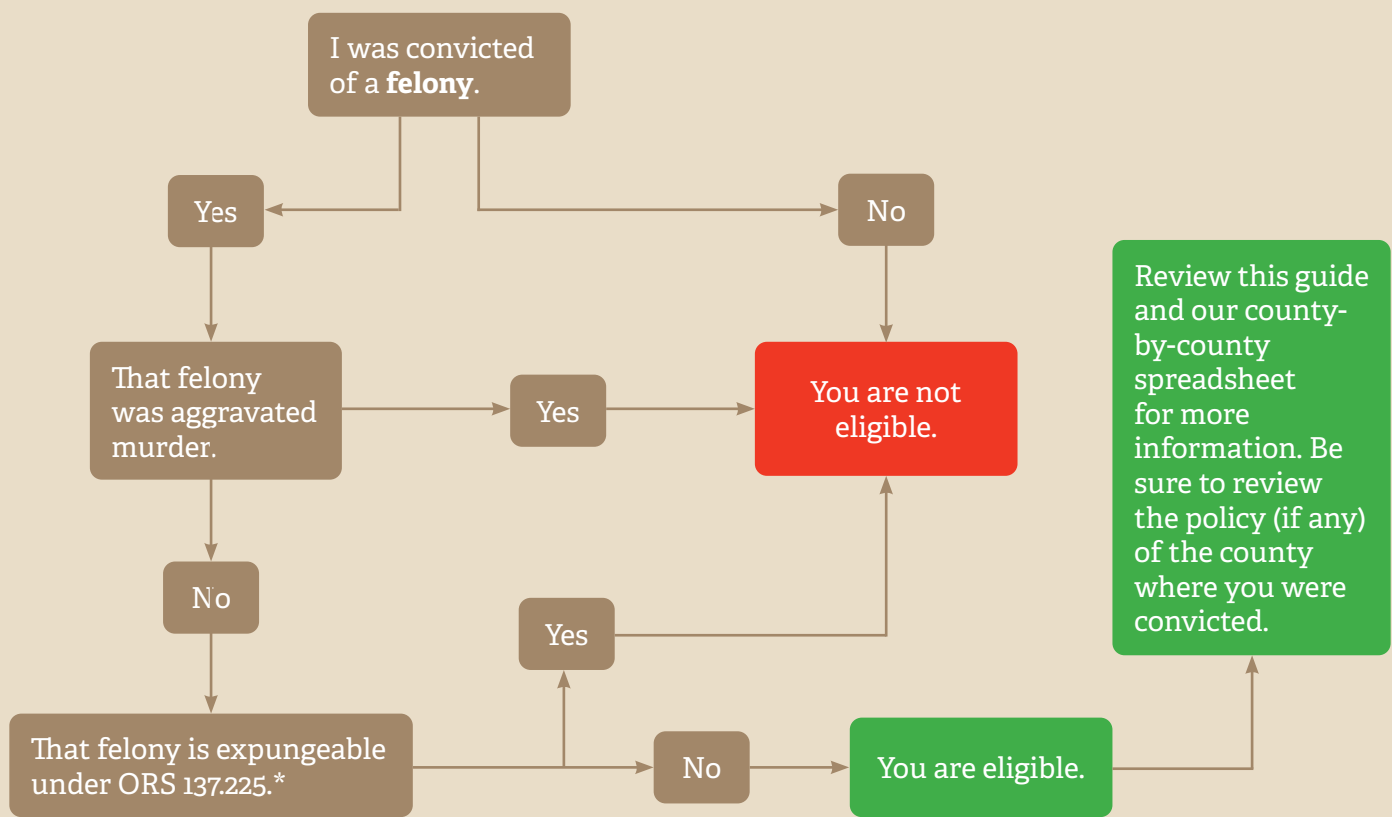 I was convicted
of a felony.
Yes
No
That felony
was aggravated
murder.
Yes
You are not
eligible.
Review this guide
and our county-
by-county
spreadsheet
for more
information. Be
sure to review
the policy (if any)
of the county
where you were
convicted.
No
Yes
That felony is expungeable
under ORS 137.225.*
No
You are eligible.